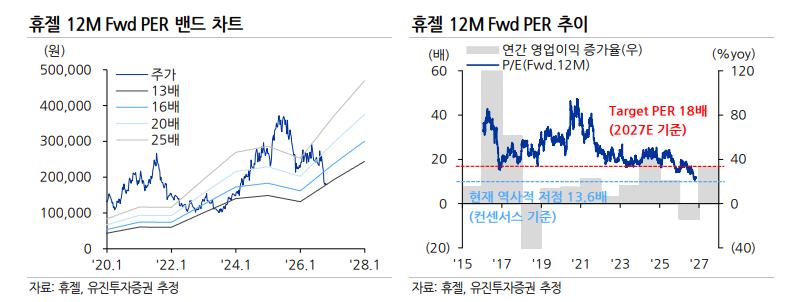 휴젤 12M Fwd PER 밴드 차트
(원)
500,000
400,000
300,000
200,000
100,000
0
주가
13배
16배
20배
25배
'20.1
'22.1
'24.1
'26.1
'28.1
자료: 휴젤, 유진투자증권 추정
휴젤 12M Fwd PER 추이
(배)
(%yoy)
연간 영업이익 증가율(우)
P/E(Fwd.12M)
60
40
20
0
(20)
120
80
40
0
(40)
Target PER 18배
(2027E 기준)
현재 역사적 저점 13.6배
(컨센서스 기준)
'15
'17
'19
'21
'23
'25
'27
자료: 휴젤, 유진투자증권 추정